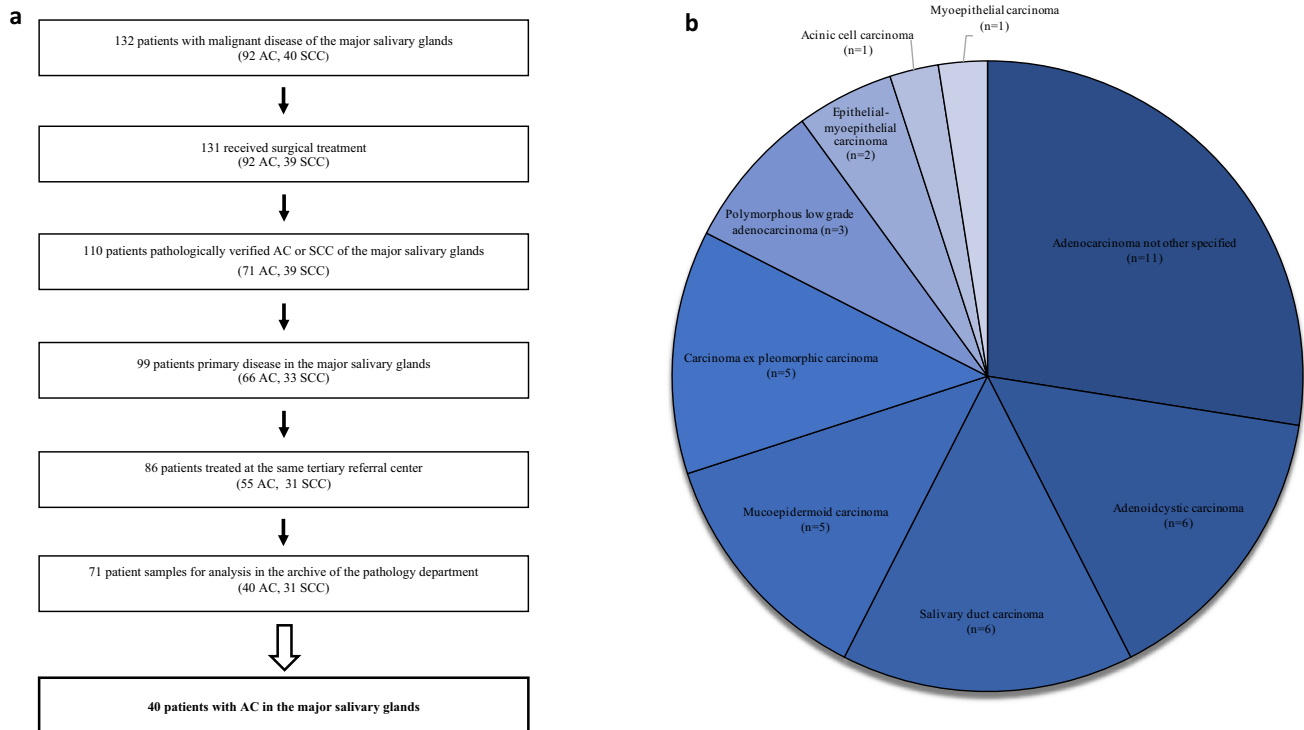 a
132 patients with malignant disease of the major salivary glands
(92 AC, 40 SCC)
131 received surgical treatment
(92 AC, 39 SCC)
110 patients pathologically verified AC or SCC of the major salivary glands
(71 AC, 39 SCC)
99 patients primary disease in the major salivary glands
(66 AC, 33 SCC)
86 patients treated at the same tertiary referral center
(55 AC, 31 SCC)
71 patient samples for analysis in the archive of the pathology department
(40 AC, 31 SCC)
40 patients with AC in the major salivary glands
b
Myoepithelial carcinoma
(n=1)
Acinic cell carcinoma
(n=1)
Epithelial-
myoepithelial
carcinoma
(n=2)
Polymorphous low grade
adenocarcinoma (n=3)
Adenocarcinoma not other specified
(n=11)
Carcinoma ex pleomorphic carcinoma
(n=5)
Mucoepidermoid carcinoma
(n=5)
Adenoidcystic carcinoma
(n=6)
Salivary duct carcinoma
(n=6)